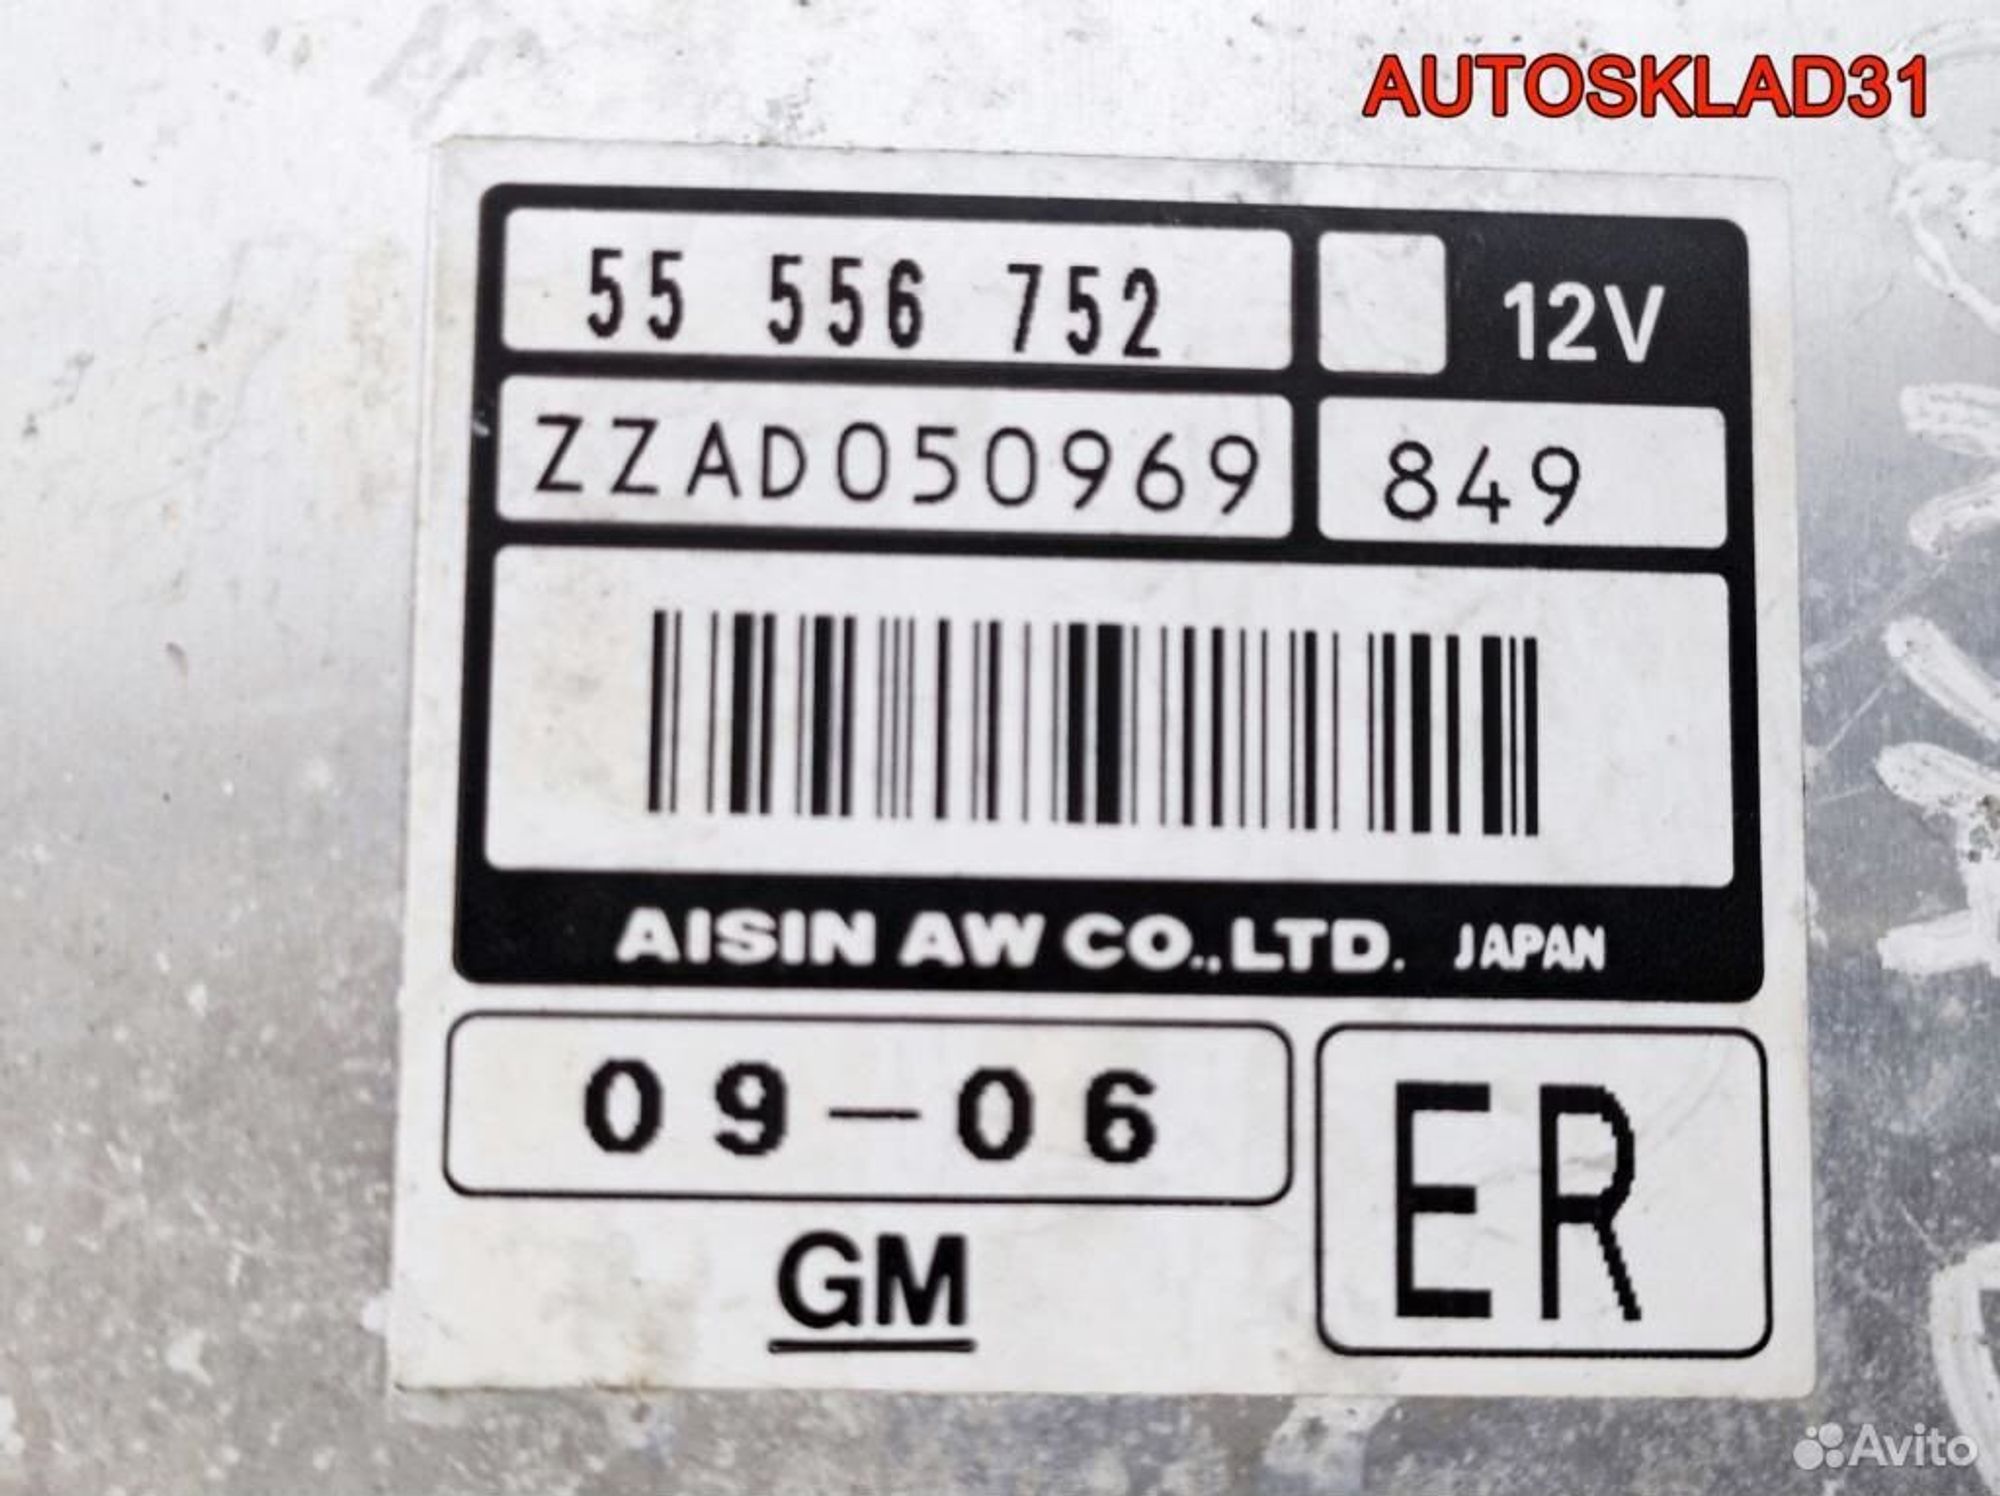 AUTOSKLAD31
55 556 752
12V
ZZAD050969
849
AISIN AW CO.,LTD. JAPAN
09-06
ER
GM
Avito